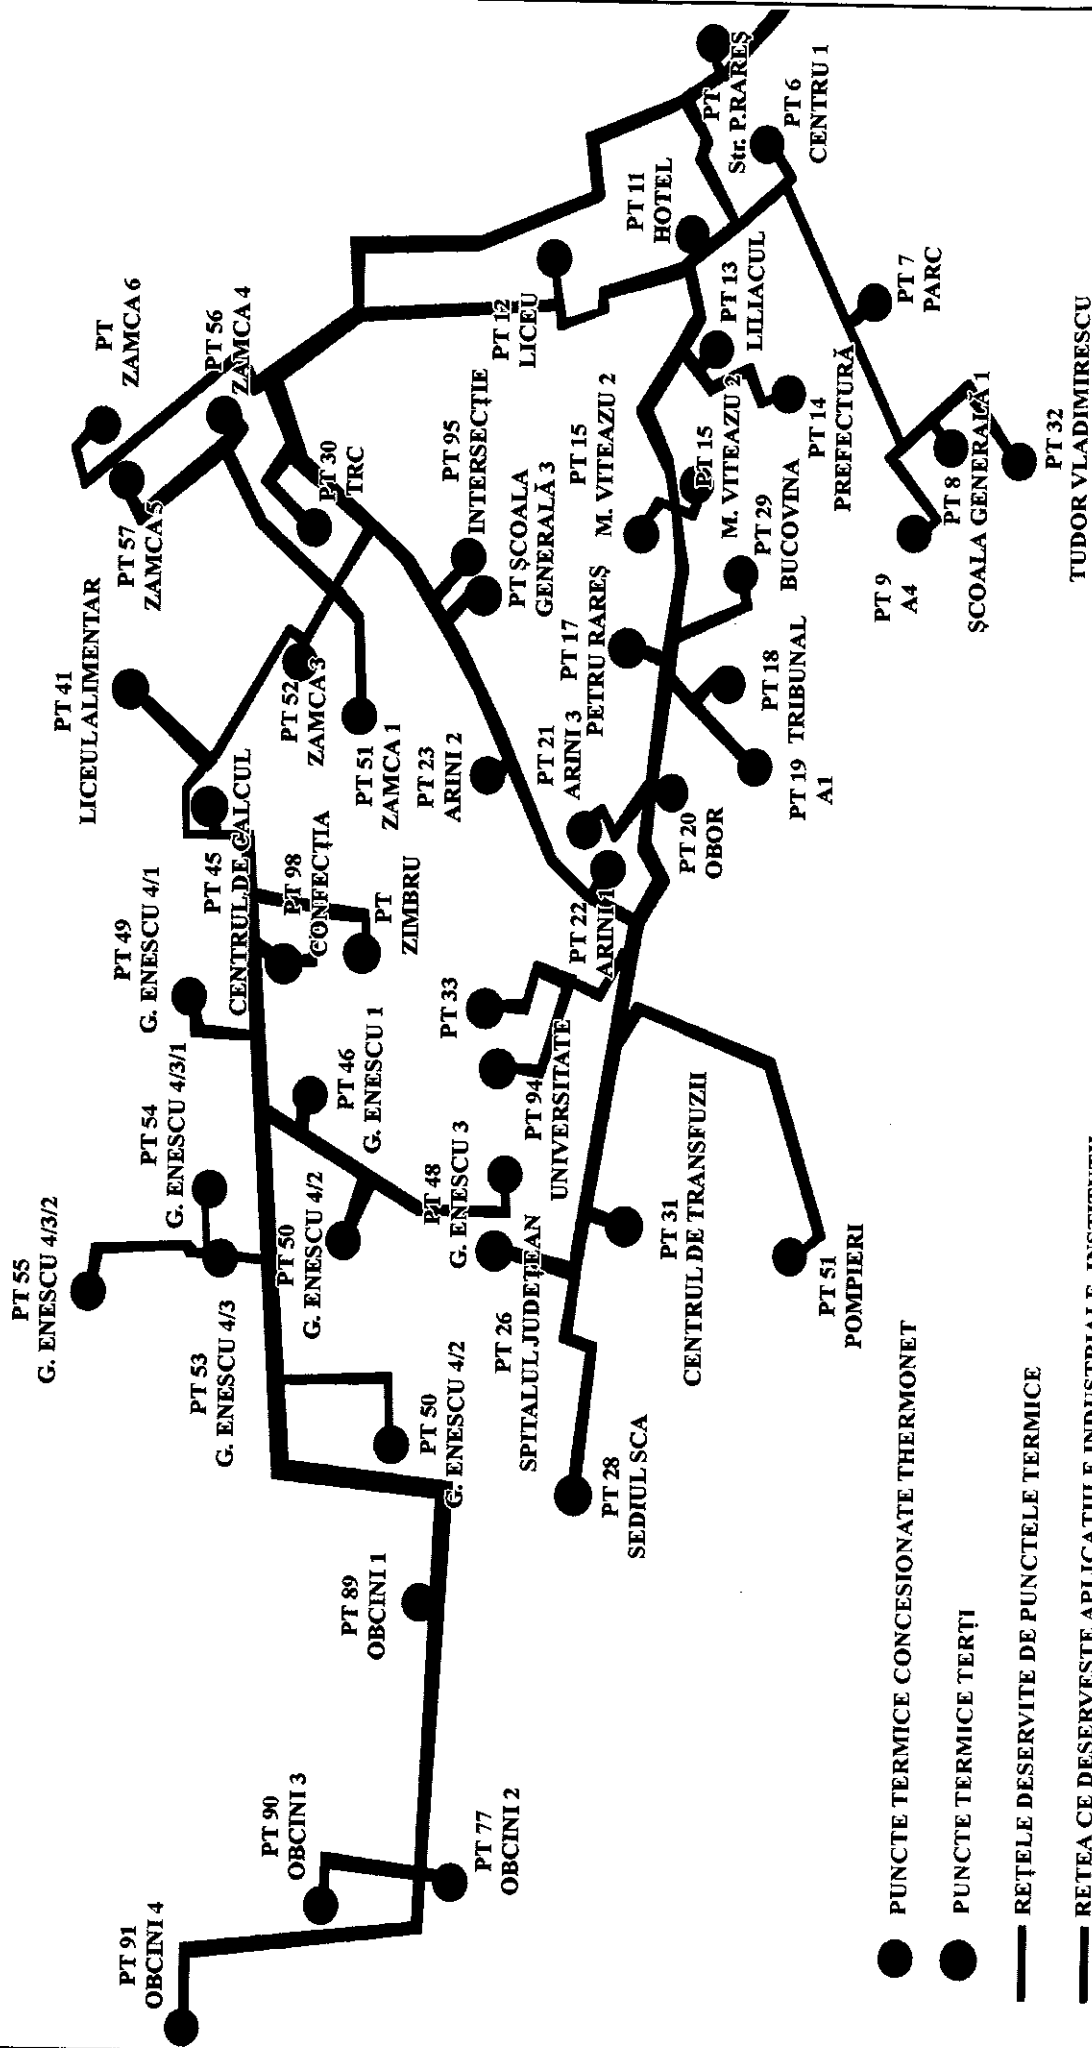 PT 91
OBCINI 4
PT 90
OBCINI 3
PT 77
OBCINI 2
PT 89
OBCINI 1
PT 55
G. ENESCU 4/3/2
PT 53
G. ENESCU 4/3
PT 54
G. ENESCU 4/3/1
PT 50
G. ENESCU 4/2
PT 50
G. ENESCU 4/2
PT 49
G. ENESCU 4/1
PT 46
G. ENESCU 1
PT 48
G. ENESCU 3
PT 45
CENTRUL DE CALCUL
PT 98
CONFECȚIA
PT
ZIMBRU
PT 41
LICEUL ALIMENTAR
PT 57
ZAMCA 5
PT
ZAMCA 6
PT 56
ZAMCA 4
PT 52
ZAMCA 3
PT 51
ZAMCA 1
PT 30
TRC
PT 23
ARINI 2
PT 95
INTERSECȚIE
PT ȘCOALA
GENERALĂ 3
PT 12
LICEU
PT 11
HOTEL
PT
Str. P.RAREȘ
PT 6
CENTRU 1
PT 7
PARC
PT 13
LILIACUL
PT 14
PREFECTURĂ
PT 15
M. VITEAZU 2
PT 15
M. VITEAZU 2
PT 29
BUCOVINA
PT 9
A4
PT 8
ȘCOALA GENERALĂ 1
PT 32
TUDOR VLADIMIRESCU
PT 17
PETRU RAREȘ
PT 18
TRIBUNAL
PT 19
A1
PT 21
ARINI 3
PT 20
OBOR
PT 22
ARINI 1
PT 33
PT 94
UNIVERSITATE
PT 26
SPITALUL JUDEȚEAN
PT 31
CENTRUL DE TRANSFUZII
PT 28
SEDIUL SCA
PT 51
POMPIERI
PUNCTE TERMICE CONCESIONATE THERMONET
PUNCTE TERMICE TERȚI
REȚELE DESERVITE DE PUNCTELE TERMICE
REȚEA CE DESERVEȘTE APLICAȚIILE INDUSTRIALE, INSTITUȚII